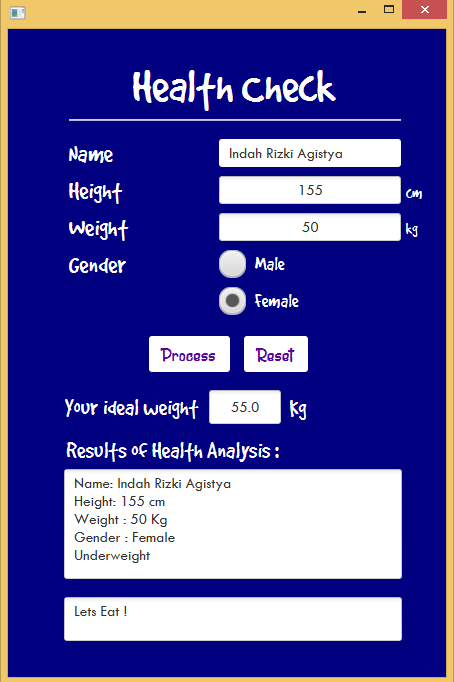 Health Check
Name Indah Rizki Agistya
Height 155 cm
Weight 50 kg
Gender Male
Female
Process Reset
Your ideal weight 55.0 Kg
Results of Health Analysis :
Name: Indah Rizki Agistya
Height: 155 cm
Weight : 50 Kg
Gender : Female
Underweight
Lets Eat !